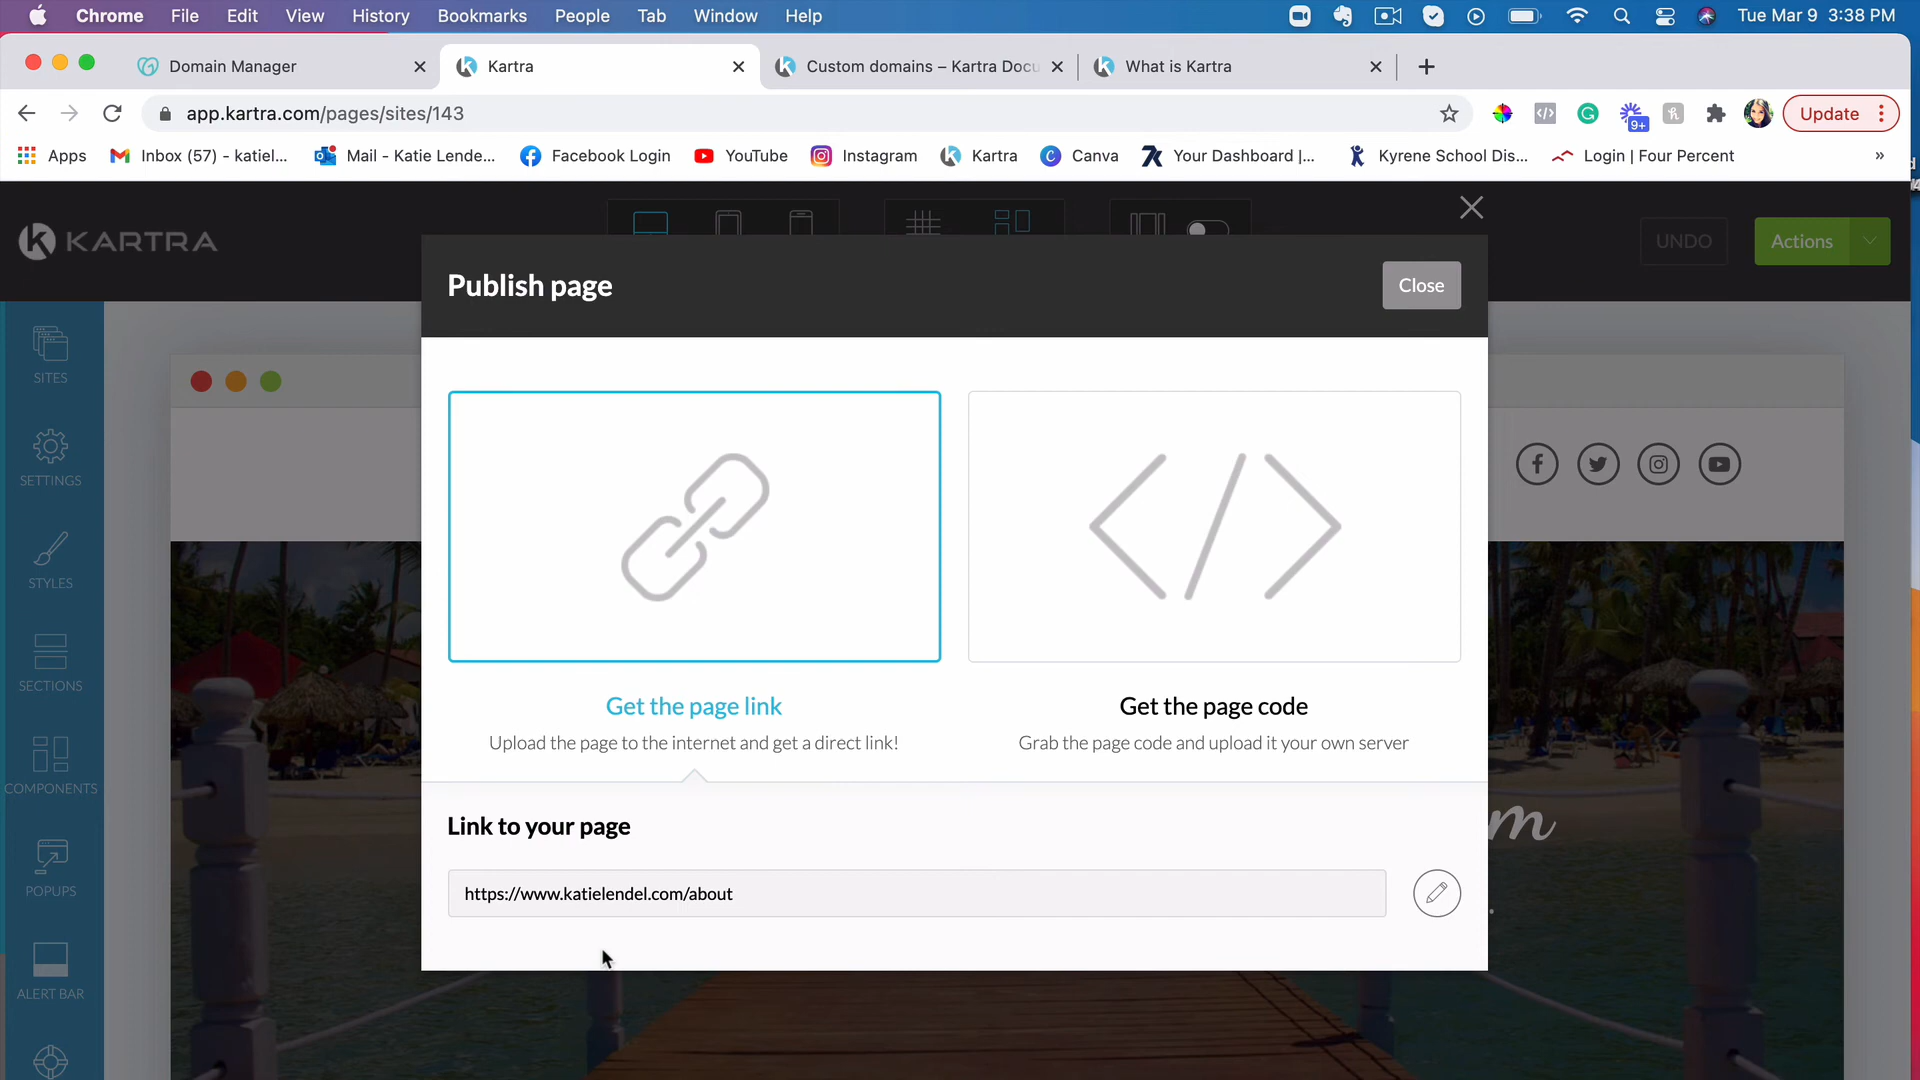 Chrome File Edit View History Bookmarks People Tab Window Help Tue Mar 9 3:38 PM
Domain Manager Kartra Custom domains – Kartra Docu What is Kartra
app.kartra.com/pages/sites/143 9+ Update
Apps Inbox (57) - katiel... Mail - Katie Lende... Facebook Login YouTube Instagram Kartra Canva Your Dashboard |... Kyrene School Dis... Login | Four Percent »
KARTRA UNDO Actions
Publish page Close
SITES
SETTINGS
STYLES
SECTIONS
COMPONENTS
POPUPS
ALERT BAR
Get the page link Get the page code
Upload the page to the internet and get a direct link! Grab the page code and upload it your own server
Link to your page
https://www.katielendel.com/about